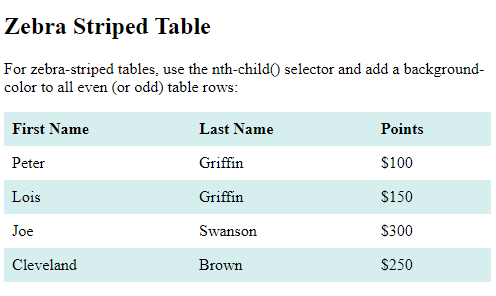 Zebra Striped Table
For zebra-striped tables, use the nth-child() selector and add a background-
color to all even (or odd) table rows:
First Name Last Name Points
Peter Griffin $100
Lois Griffin $150
Joe Swanson $300
Cleveland Brown $250